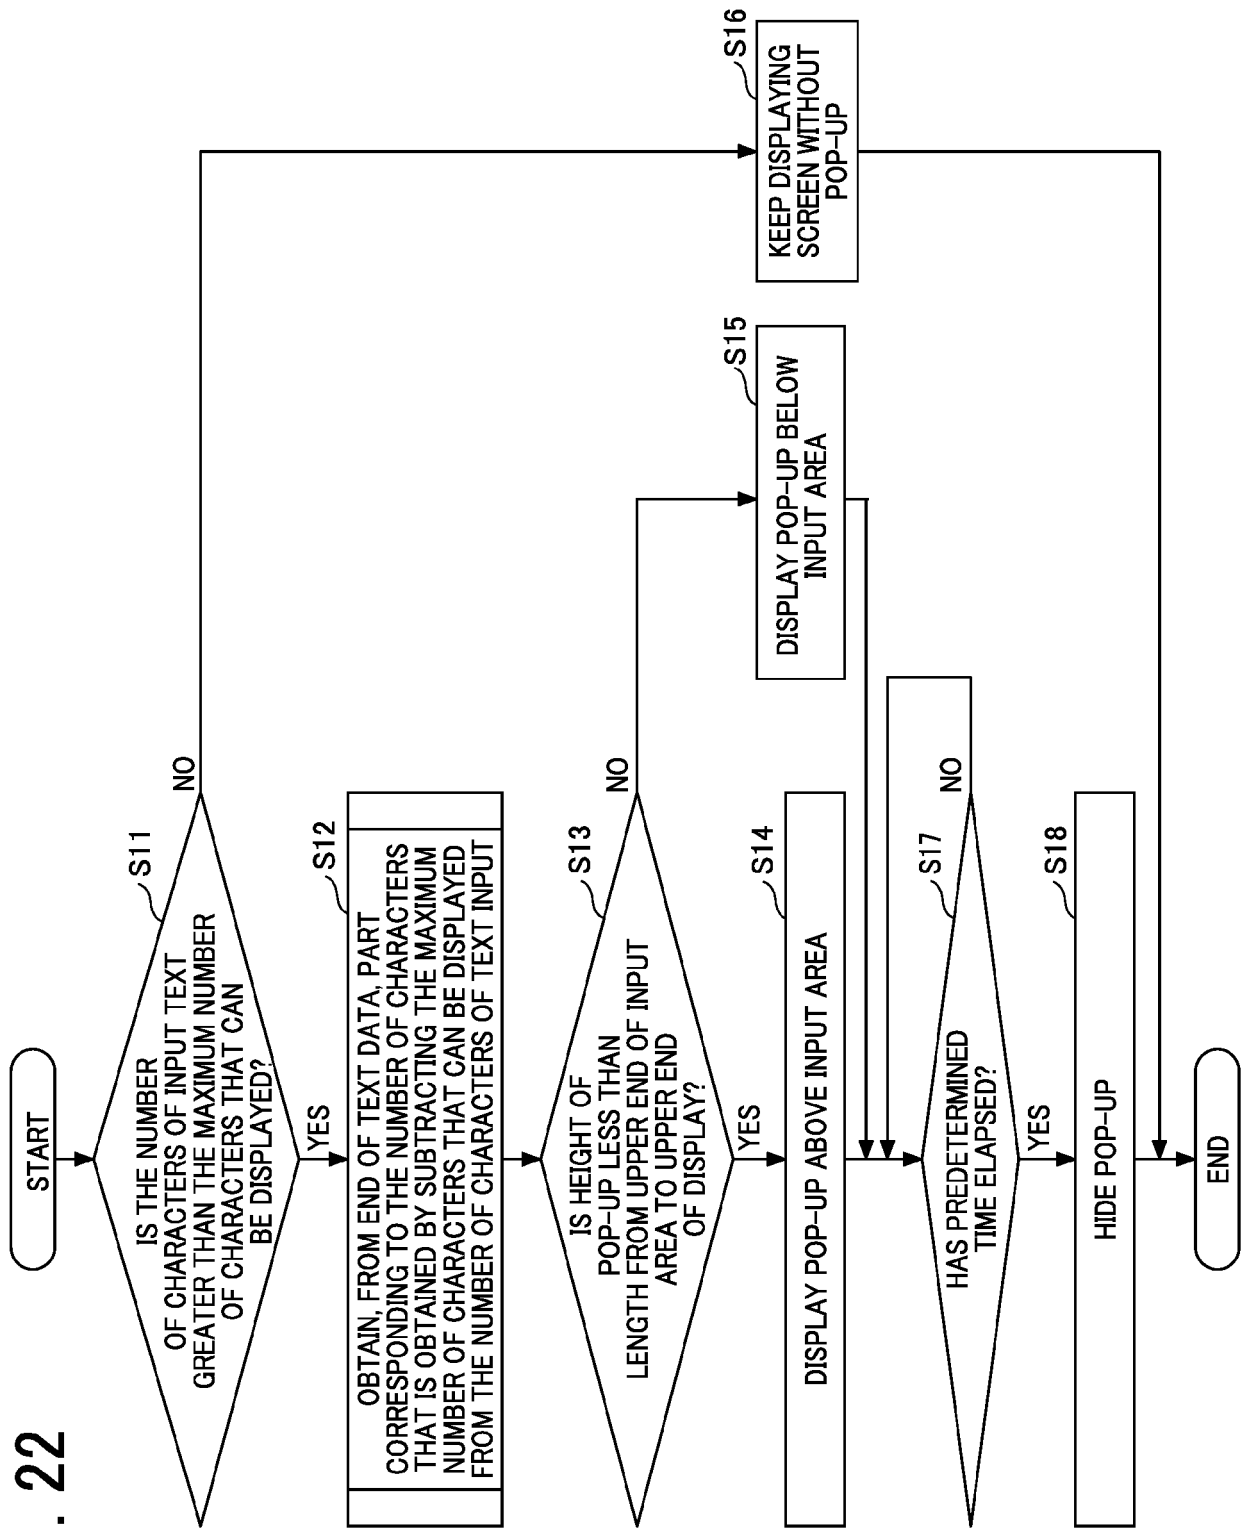 . 22
START
S11
IS THE NUMBER
OF CHARACTERS OF INPUT TEXT
GREATER THAN THE MAXIMUM NUMBER
OF CHARACTERS THAT CAN
BE DISPLAYED?
NO
YES
S12
OBTAIN, FROM END OF TEXT DATA, PART
CORRESPONDING TO THE NUMBER OF CHARACTERS
THAT IS OBTAINED BY SUBTRACTING THE MAXIMUM
NUMBER OF CHARACTERS THAT CAN BE DISPLAYED
FROM THE NUMBER OF CHARACTERS OF TEXT INPUT
S13
IS HEIGHT OF
POP-UP LESS THAN
LENGTH FROM UPPER END OF INPUT
AREA TO UPPER END
OF DISPLAY?
NO
YES
S14
DISPLAY POP-UP ABOVE INPUT AREA
S15
DISPLAY POP-UP BELOW
INPUT AREA
S16
KEEP DISPLAYING
SCREEN WITHOUT
POP-UP
S17
HAS PREDETERMINED
TIME ELAPSED?
NO
YES
S18
HIDE POP-UP
END